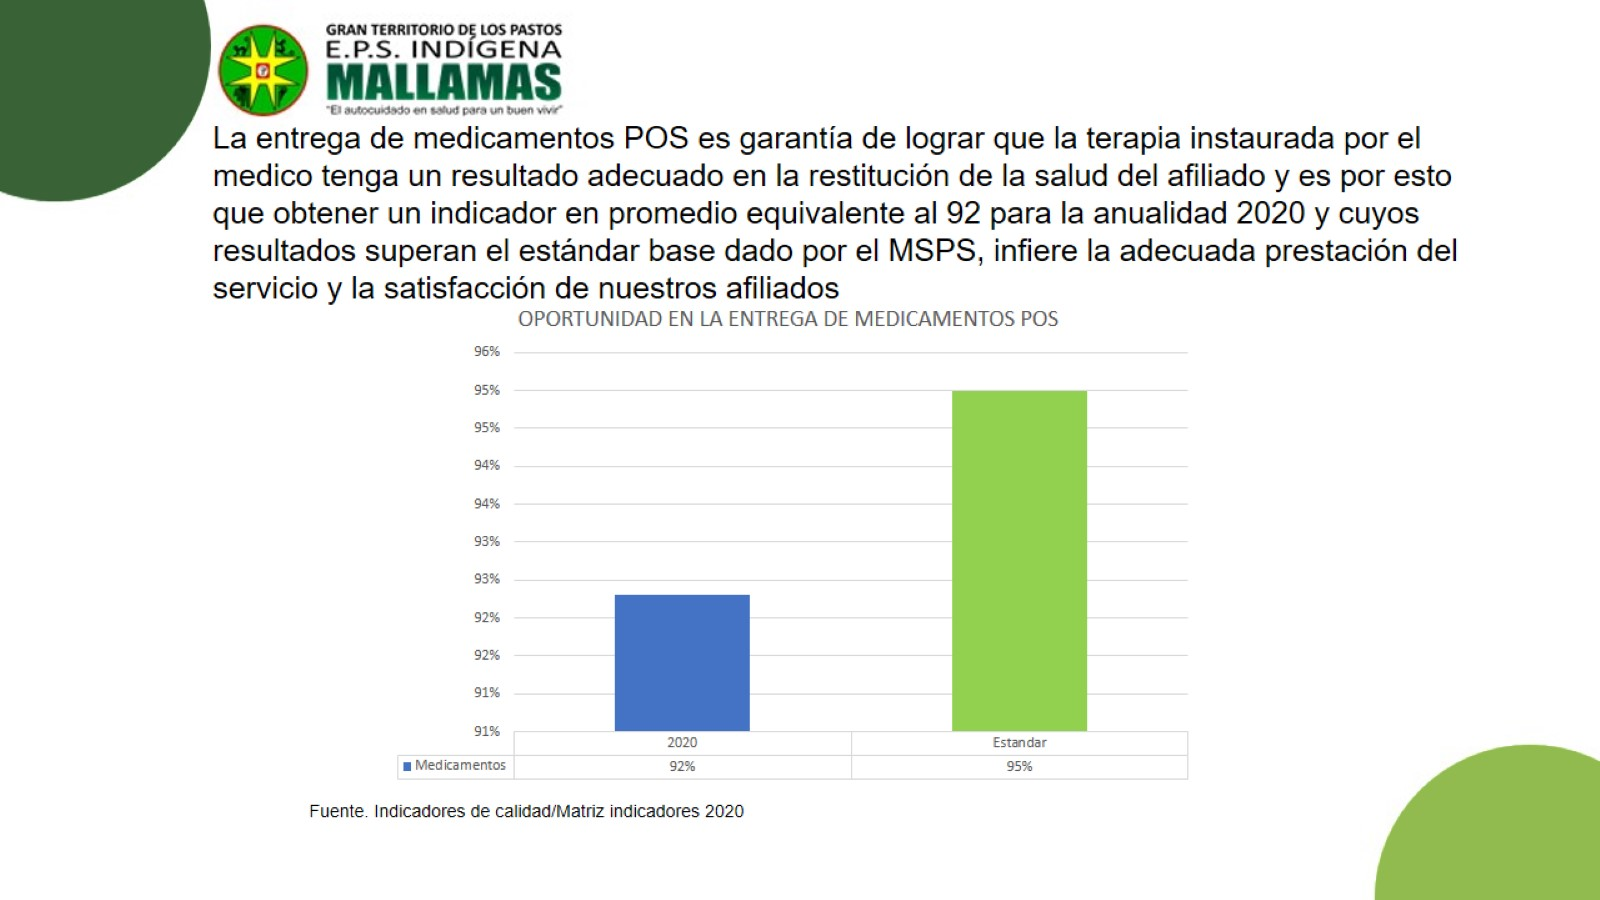 GRAN TERRITORIO DE LOS PASTOS
E.P.S. INDÍGENA
MALLAMAS
"El autocuidado en salud para un buen vivir"
La entrega de medicamentos POS es garantía de lograr que la terapia instaurada por el
medico tenga un resultado adecuado en la restitución de la salud del afiliado y es por esto
que obtener un indicador en promedio equivalente al 92 para la anualidad 2020 y cuyos
resultados superan el estándar base dado por el MSPS, infiere la adecuada prestación del
servicio y la satisfacción de nuestros afiliados
OPORTUNIDAD EN LA ENTREGA DE MEDICAMENTOS POS
96%
95%
95%
94%
94%
93%
93%
92%
92%
91%
91%
2020 Estandar
Medicamentos 92% 95%
Fuente. Indicadores de calidad/Matriz indicadores 2020